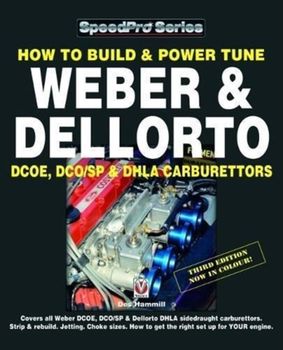 SpeedPro Series
HOW TO BUILD & POWER TUNE
WEBER &
DELLORTO
DCOE, DCO/SP & DHLA CARBURETTORS
THIRD EDITION
NOW IN COLOUR!
Des Hammill
Covers all Weber DCOE, DCO/SP & Dellorto DHLA sidedraught carburettors.
Strip & rebuild. Jetting. Choke sizes. How to get the right set up for YOUR engine.